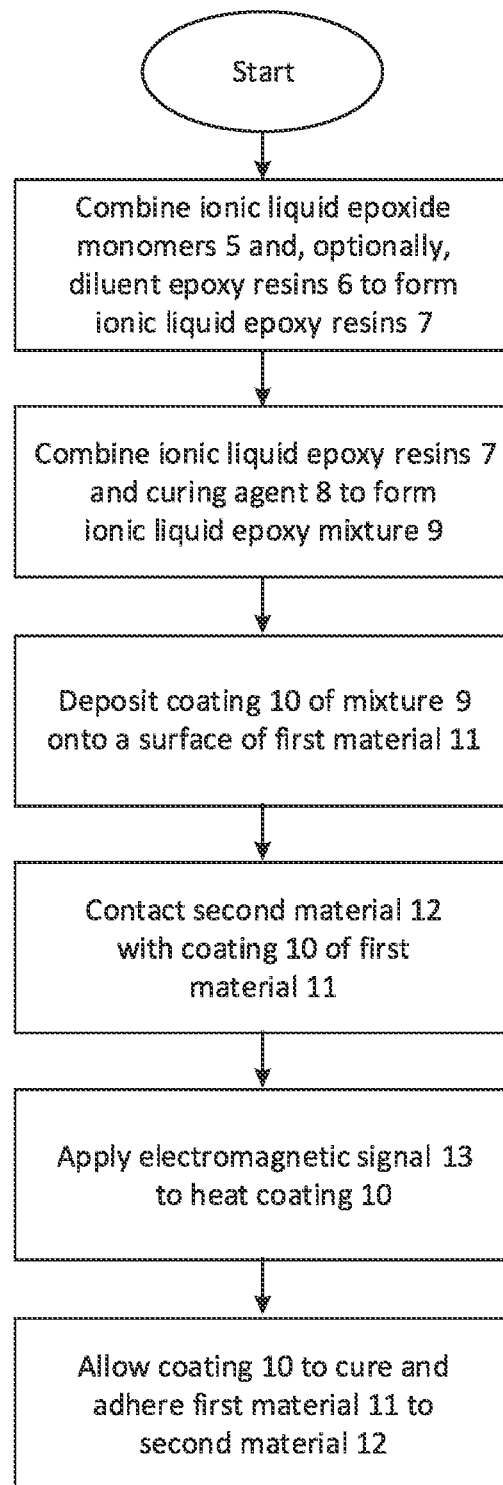 Start
Combine ionic liquid epoxide
monomers 5 and, optionally,
diluent epoxy resins 6 to form
ionic liquid epoxy resins 7
Combine ionic liquid epoxy resins 7
and curing agent 8 to form
ionic liquid epoxy mixture 9
Deposit coating 10 of mixture 9
onto a surface of first material 11
Contact second material 12
with coating 10 of first
material 11
Apply electromagnetic signal 13
to heat coating 10
Allow coating 10 to cure and
adhere first material 11 to
second material 12